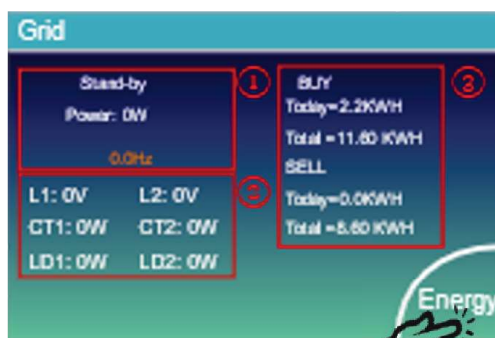 Grid
Stand-by
Power: 0W
0.0Hz
①
L1: 0V L2: 0V
CT1: 0W CT2: 0W
LD1: 0W LD2: 0W
②
BUY
Today=2.2KWH
Total =11.60 KWH
SELL
Today=0.0KWH
Total =8.60 KWH
③
Energy